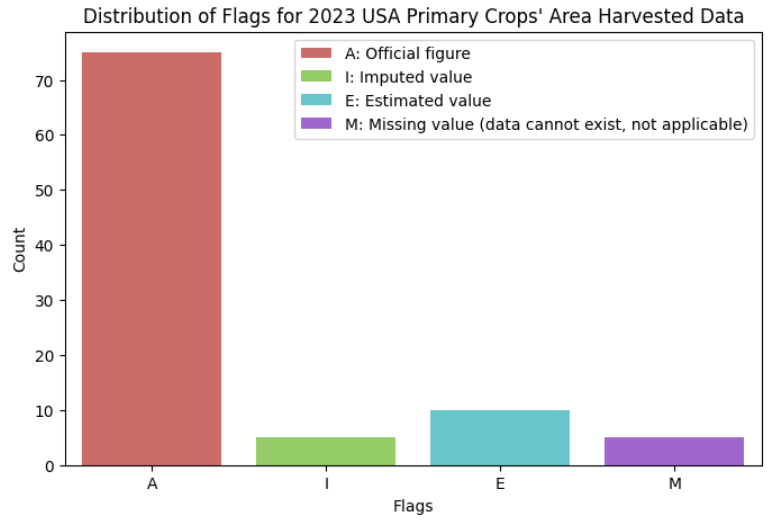 Distribution of Flags for 2023 USA Primary Crops' Area Harvested Data
A: Official figure
I: Imputed value
E: Estimated value
M: Missing value (data cannot exist, not applicable)
Count
70
60
50
40
30
20
10
0
A I E M
Flags